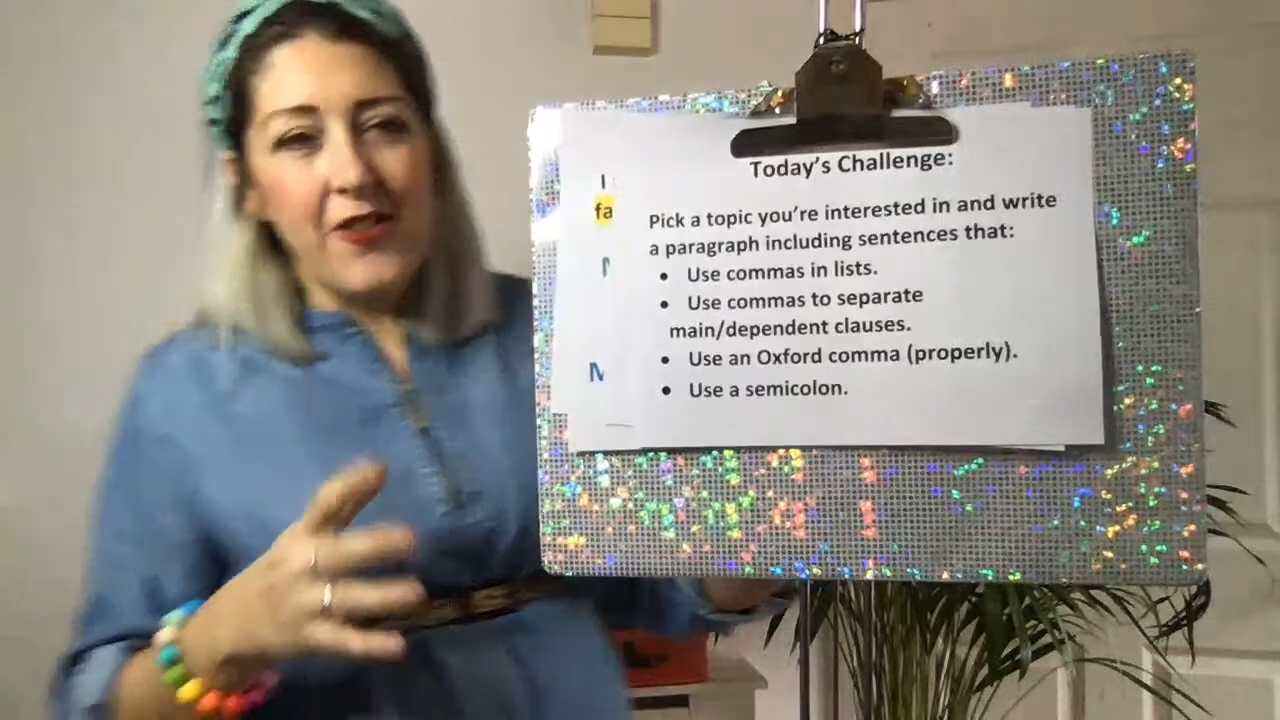 Today's Challenge:
I
fa
Pick a topic you're interested in and write
a paragraph including sentences that:
• Use commas in lists.
• Use commas to separate
main/dependent clauses.
• Use an Oxford comma (properly).
• Use a semicolon.